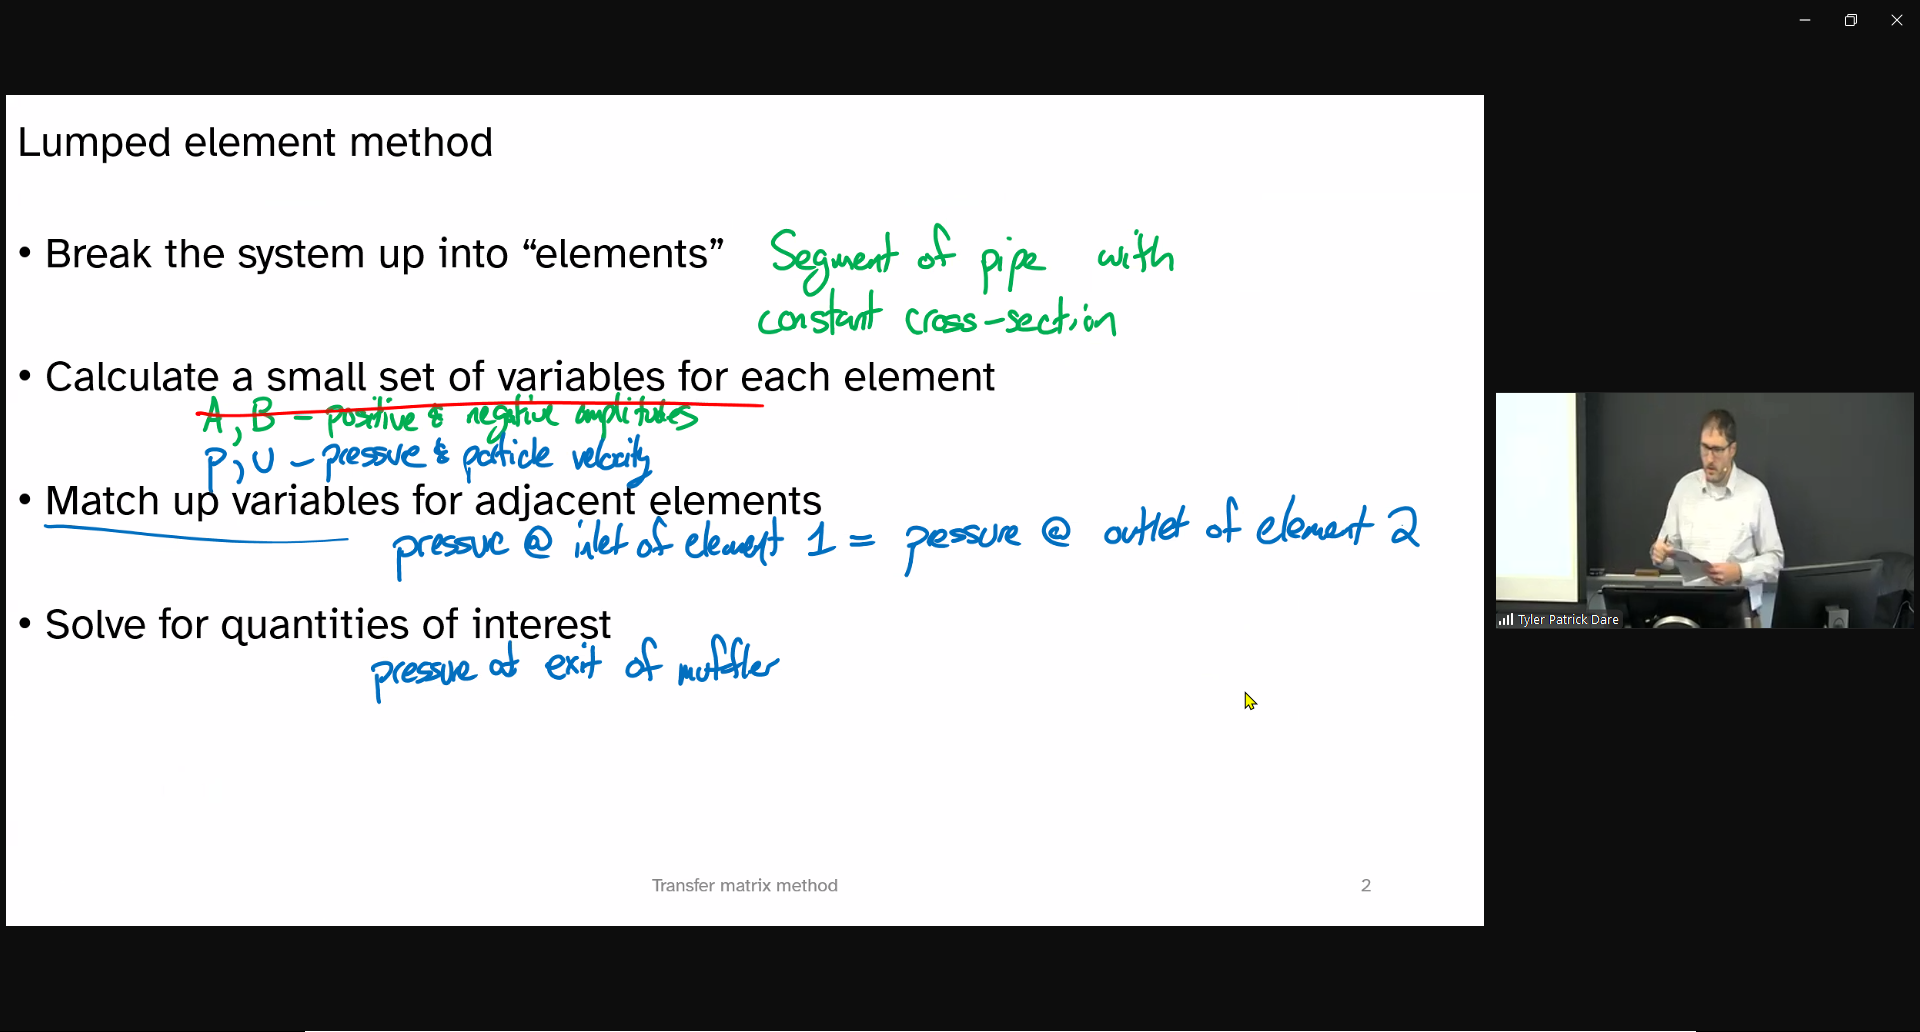 Lumped element method
• Break the system up into “elements” Segment of pipe with
constant cross-section
• Calculate a small set of variables for each element
A, B – positive & negative amplitudes
P, U – pressure & particle velocity
• Match up variables for adjacent elements
pressure @ inlet of element 1 = pressure @ outlet of element 2
• Solve for quantities of interest
pressure at exit of muffler
Transfer matrix method
2
Tyler Patrick Dare